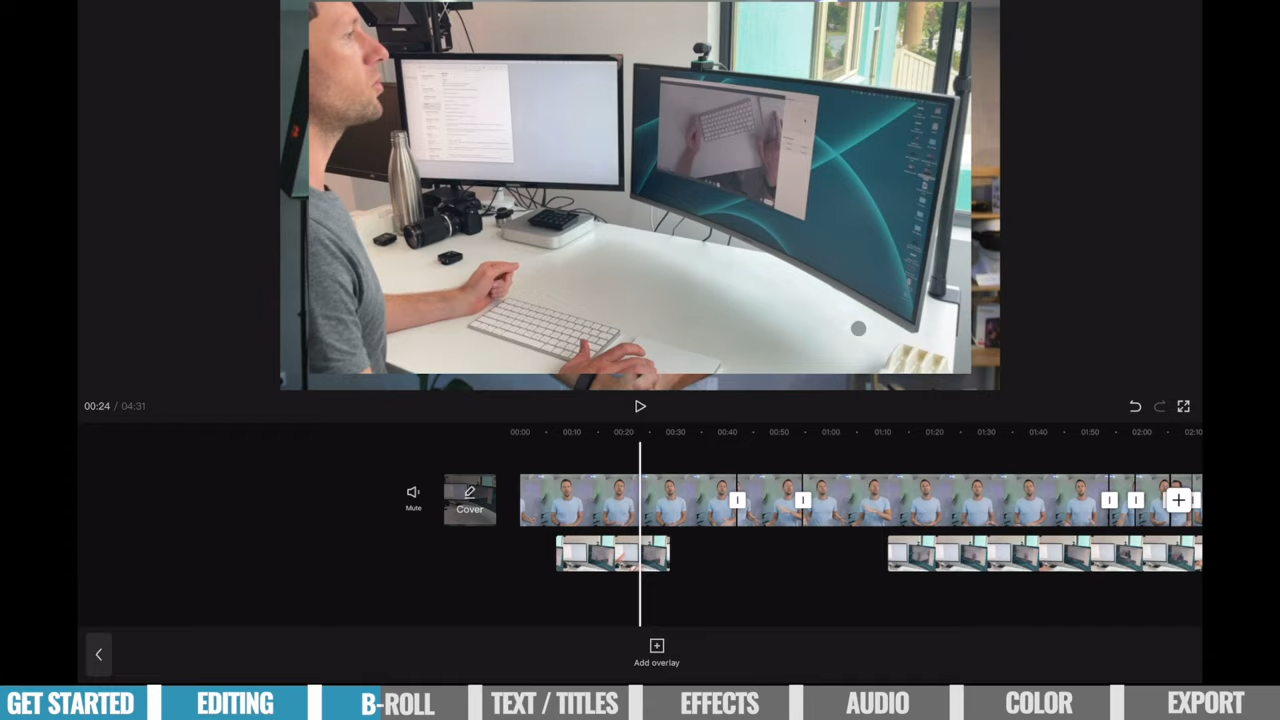 00:24 / 04:31
00:00 00:10 00:20 00:30 00:40 00:50 01:00 01:10 01:20 01:30 01:40 01:50 02:00 02:10
Mute
Cover
Add overlay
GET STARTED
EDITING
B-ROLL
TEXT / TITLES
EFFECTS
AUDIO
COLOR
EXPORT